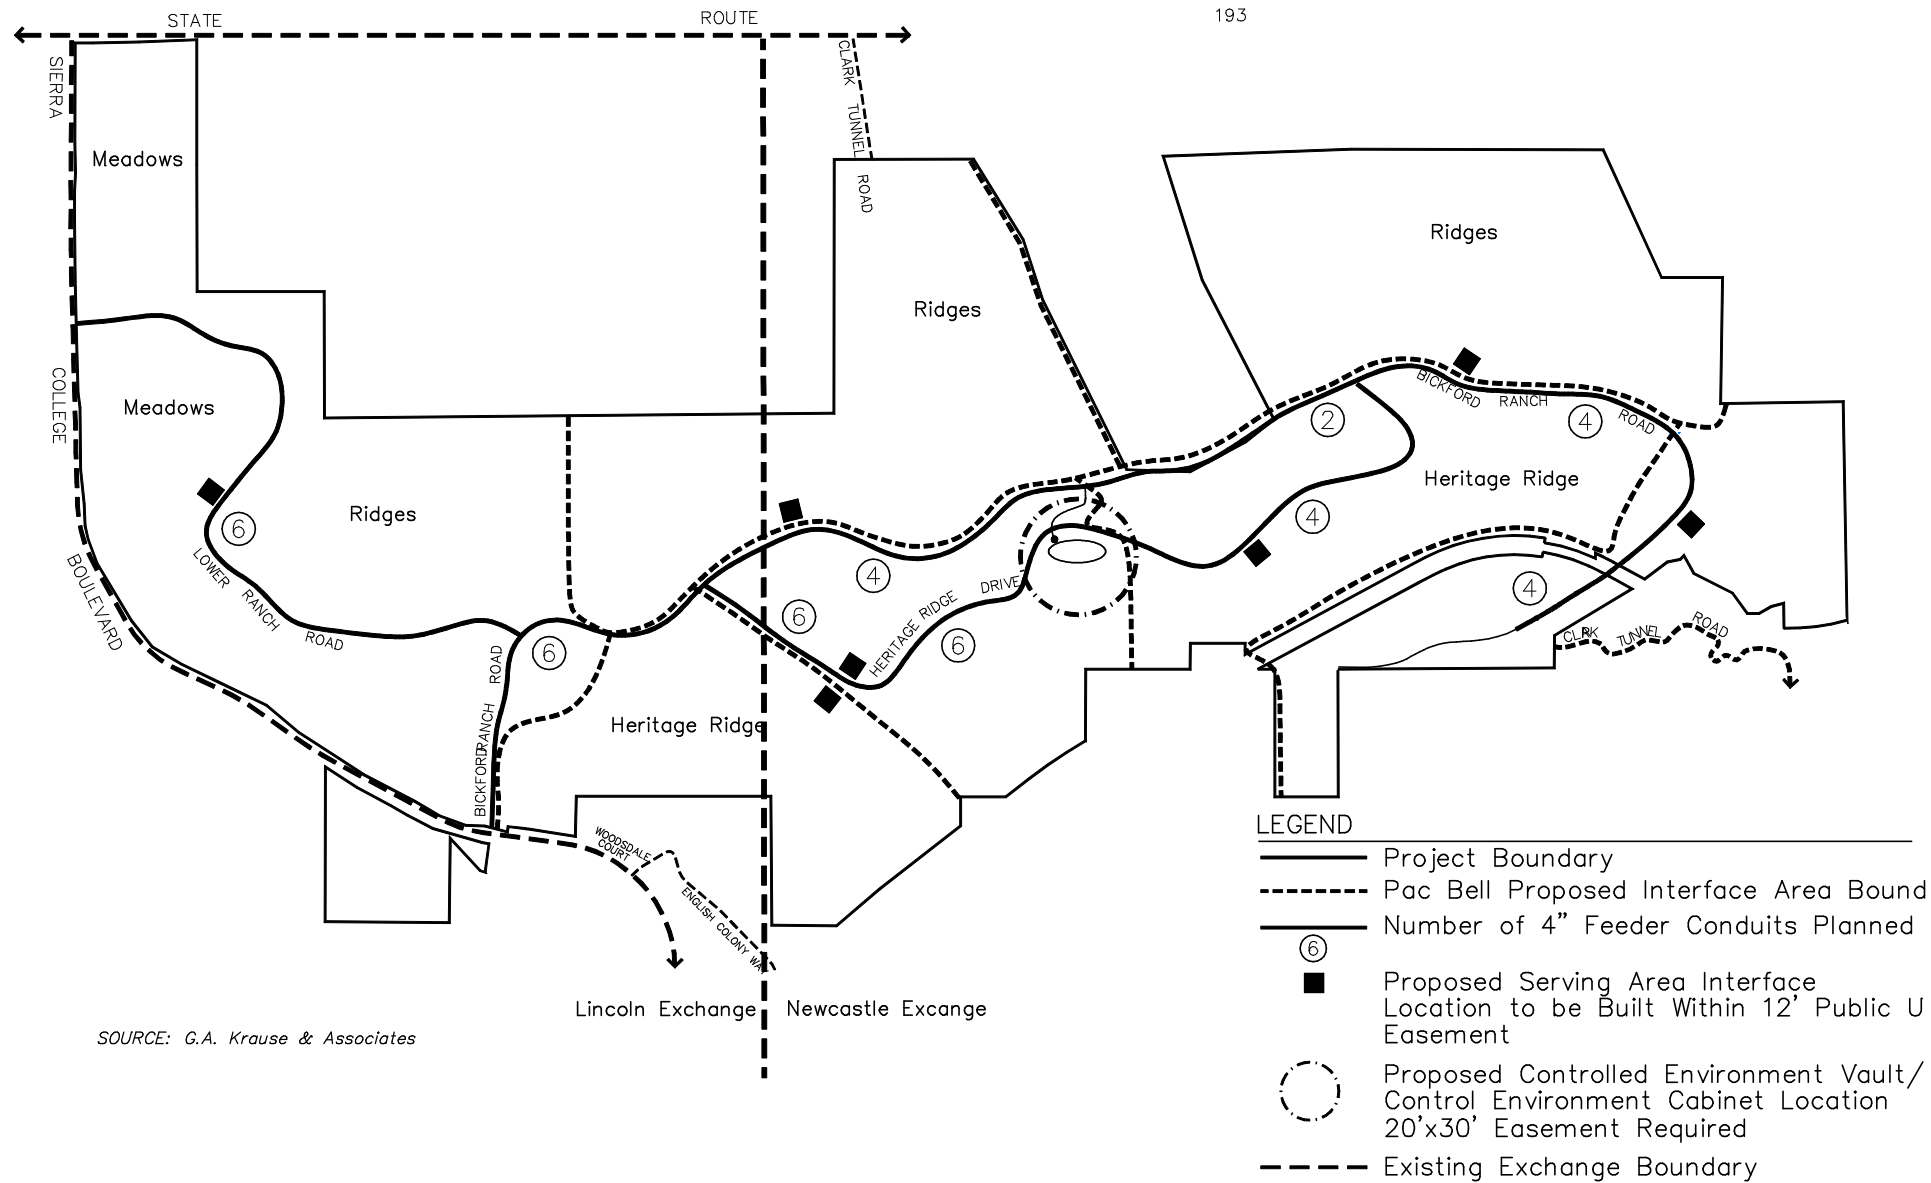 STATE ROUTE 193
SIERRA
COLLEGE
BOULEVARD
CLARK TUNNEL
ROAD
Meadows
Ridges
Ridges
Meadows
Ridges
Heritage Ridge
BICKFORD RANCH ROAD
2
4
4
4
6
LOWER RANCH ROAD
6
BICKFORD RANCH ROAD
4
6
HERITAGE RIDGE DRIVE
6
Heritage Ridge
CLARK TUNNEL ROAD
WOODSDALE
COURT
ENGLISH COLONY WA
Lincoln Exchange
Newcastle Excange
SOURCE: G.A. Krause & Associates
LEGEND
Project Boundary
Pac Bell Proposed Interface Area Bound
Number of 4” Feeder Conduits Planned
6
Proposed Serving Area Interface
Location to be Built Within 12’ Public U
Easement
Proposed Controlled Environment Vault/
Control Environment Cabinet Location
20’x30’ Easement Required
Existing Exchange Boundary